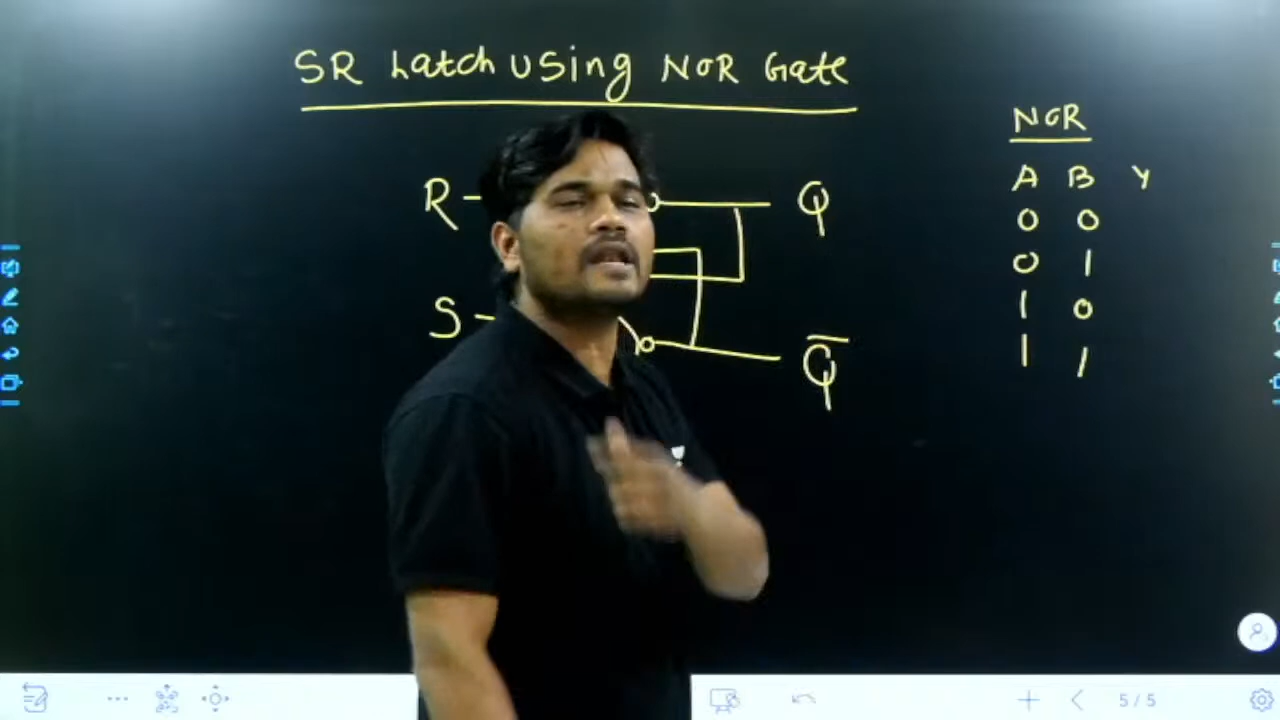 SR Latch Using NOR Gate
NOR
A B Y
R Q
0 0
0 1
S
1 0
Q̅
1 1
5/5